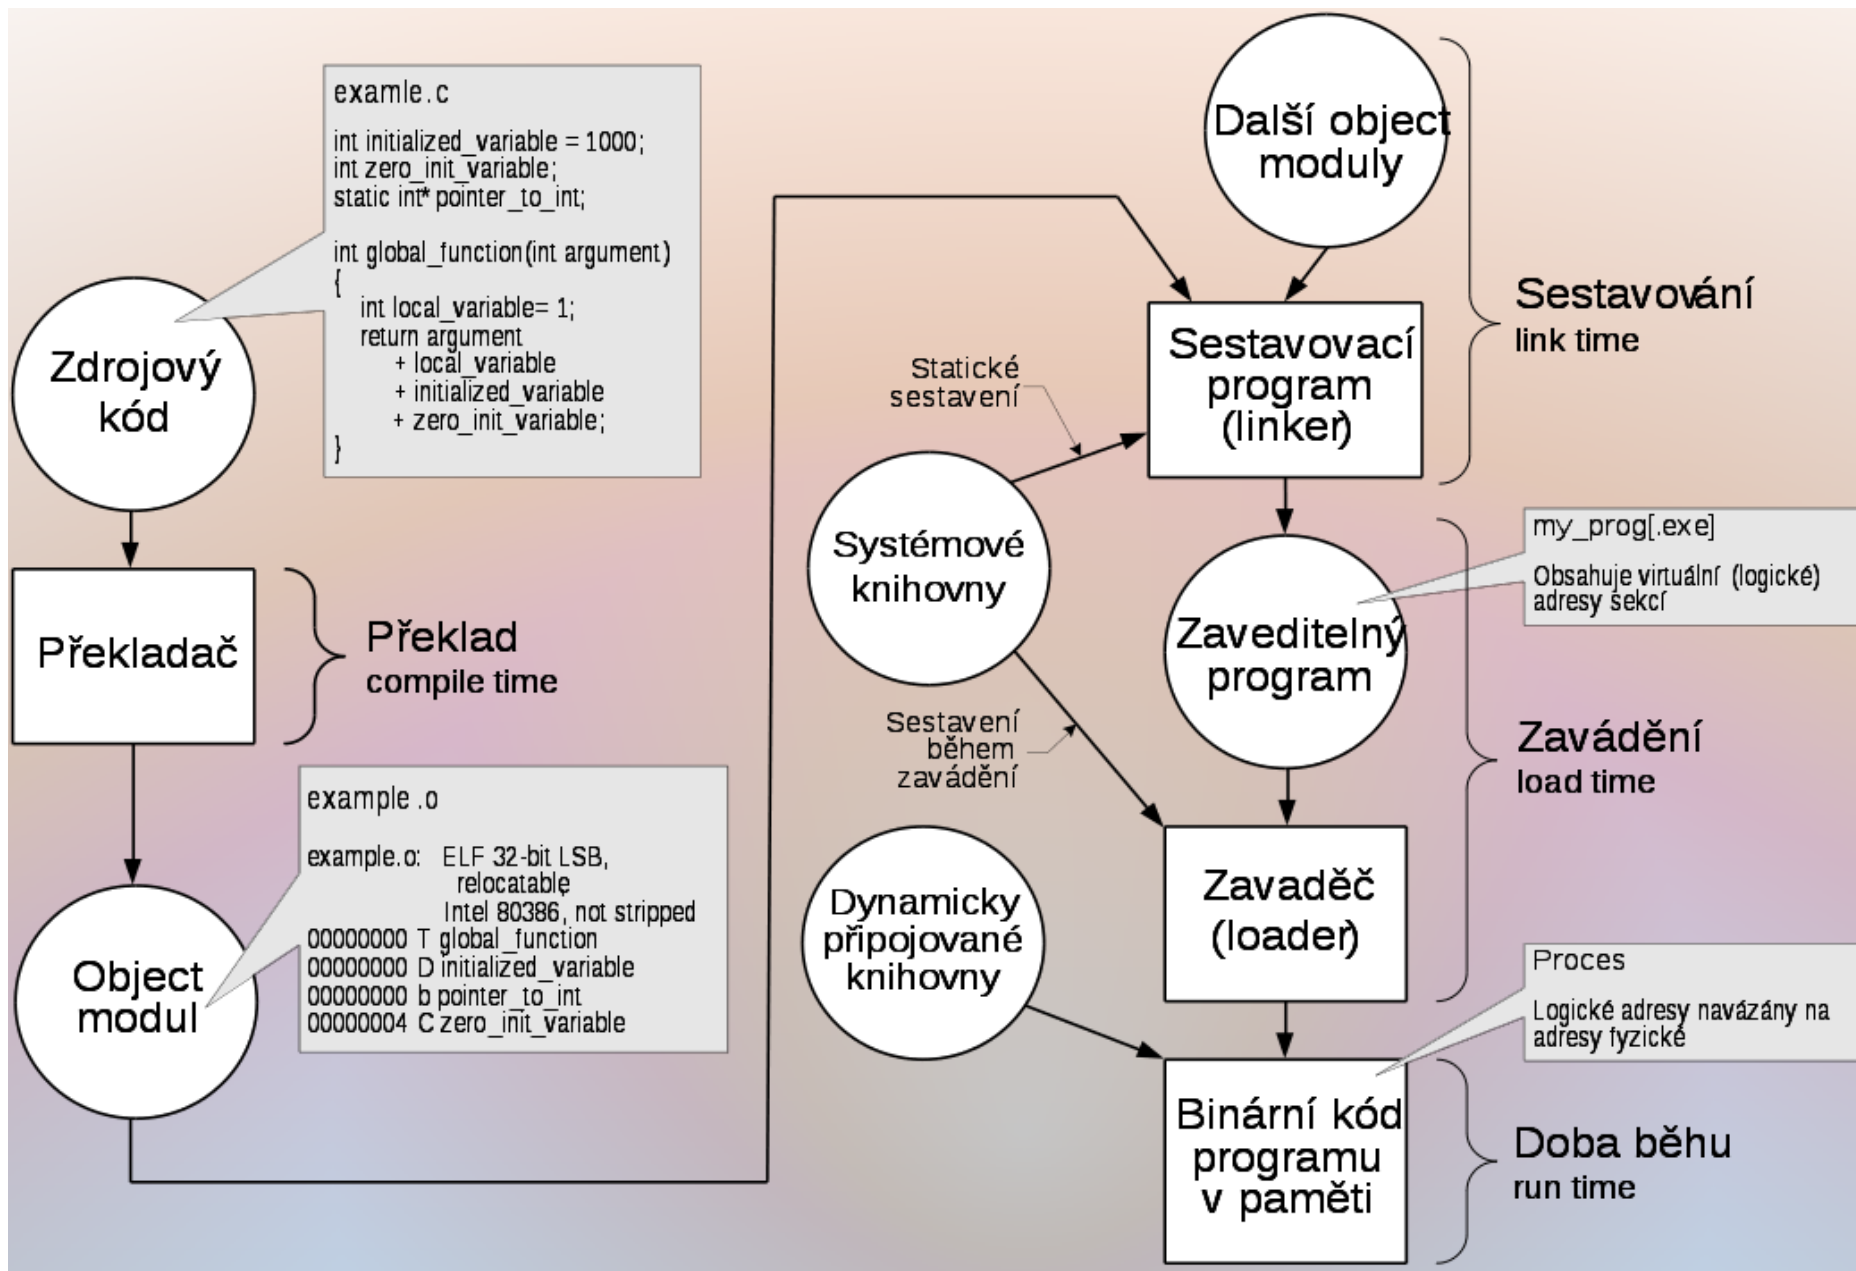 examle.c
int initialized_variable = 1000;
int zero_init_variable;
static int* pointer_to_int;
int global_function(int argument)
{
int local_variable= 1;
return argument
+ local_variable
+ initialized_variable
+ zero_init_variable;
}
Zdrojový
kód
Překladač
Překlad
compile time
example .o
example.o: ELF 32-bit LSB,
relocatable,
Intel 80386, not stripped
00000000 T global_function
00000000 D initialized_variable
00000000 b pointer_to_int
00000004 C zero_init_variable
Object
modul
Další object
moduly
Sestavovací
program
(linker)
Sestavování
link time
Statické
sestavení
Systémové
knihovny
Zaveditelný
program
my_prog[.exe]
Obsahuje virtuální (logické)
adresy sekcí
Sestavení
během
zavádění
Zavádění
load time
Zavaděč
(loader)
Dynamicky
připojované
knihovny
Proces
Logické adresy navázány na
adresy fyzické
Binární kód
programu
v paměti
Doba běhu
run time